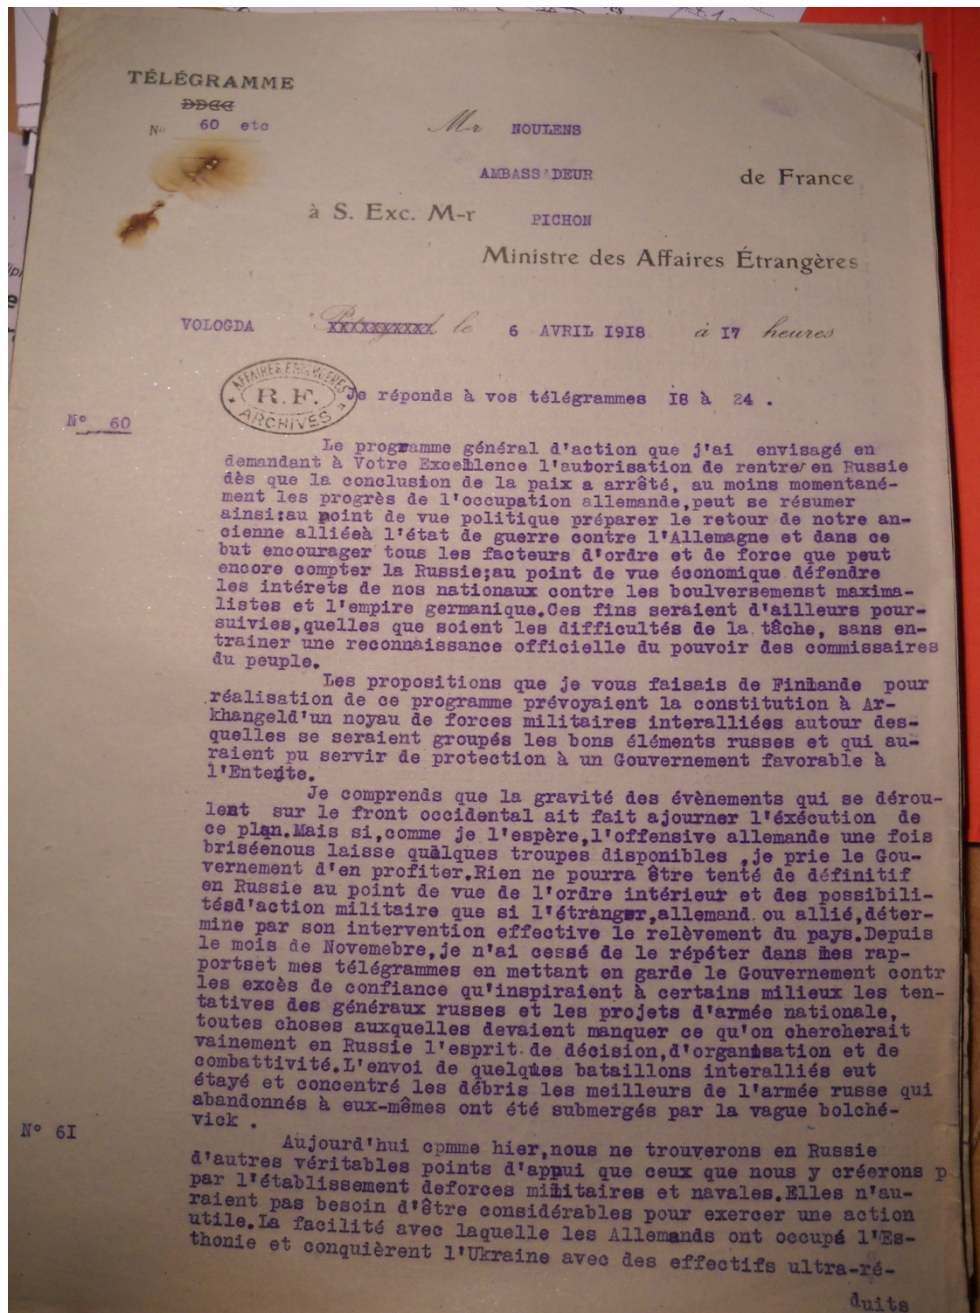 TÉLÉGRAMME
DDCC
N° 60 etc
Mr NOULENS
AMBASSADEUR de France
à S. Exc. M-r PICHON
Ministre des Affaires Étrangères
VOLOGDA XXXXXXXXXX le 6 AVRIL 1918 à 17 heures
AFFAIRES ETRANGERES
R.F.
ARCHIVES
Je réponds à vos télégrammes I8 à 24 .
N° 60
Le programme général d'action que j'ai envisagé en
demandant à Votre Excellence l'autorisation de rentrer en Russie
dès que la conclusion de la paix a arrêté, au moins momentané-
ment les progrès de l'occupation allemande,peut se résumer
ainsi:au point de vue politique préparer le retour de notre an-
cienne alliéeà l'état de guerre contre l'Allemagne et dans ce
but encourager tous les facteurs d'ordre et de force que peut
encore compter la Russie;au point de vue économique défendre
les intérets de nos nationaux contre les boulversemenst maxima-
listes et l'empire germanique.Ces fins seraient d'ailleurs pour-
suivies,quelles que soient les difficultés de la tâche, sans en-
trainer une reconnaissance officielle du pouvoir des commissaires
du peuple.
Les propositions que je vous faisais de Finlande pour
réalisation de ce programme prévoyaient la constitution à Ar-
khangeld'un noyau de forces militaires interalliées autour des-
quelles se seraient groupés les bons éléments russes et qui au-
raient pu servir de protection à un Gouvernement favorable à
l'Entente.
Je comprends que la gravité des évènements qui se dérou-
lent sur le front occidental ait fait ajourner l'éxécution de
ce plan.Mais si,comme je l'espère,l'offensive allemande une fois
briséenous laisse quelques troupes disponibles ,je prie le Gou-
vernement d'en profiter.Rien ne pourra être tenté de définitif
en Russie au point de vue de l'ordre intérieur et des possibili-
tésd'action militaire que si l'étranger,allemand ou allié,déter-
mine par son intervention effective le relèvement du pays.Depuis
le mois de Novemebre,je n'ai cessé de le répéter dans mes rap-
portset mes télégrammes en mettant en garde le Gouvernement contr
les excès de confiance qu'inspiraient à certains milieux les ten-
tatives des généraux russes et les projets d'armée nationale,
toutes choses auxquelles devaient manquer ce qu'on chercherait
vainement en Russie l'esprit de décision,d'organisation et de
combattivité.L'envoi de quelques bataillons interalliés eut
étayé et concentré les débris les meilleurs de l'armée russe qui
abandonnés à eux-mêmes ont été submergés par la vague bolché-
vick .
N° 6I
Aujourd'hui cpmme hier,nous ne trouverons en Russie
d'autres véritables points d'appui que ceux que nous y créerons p
par l'établissement deforces militaires et navales.Elles n'au-
raient pas besoin d'être considérables pour exercer une action
utile.La facilité avec laquelle les Allemands ont occupé l'Es-
thonie et conquièrent l'Ukraine avec des effectifs ultra-ré-
duits